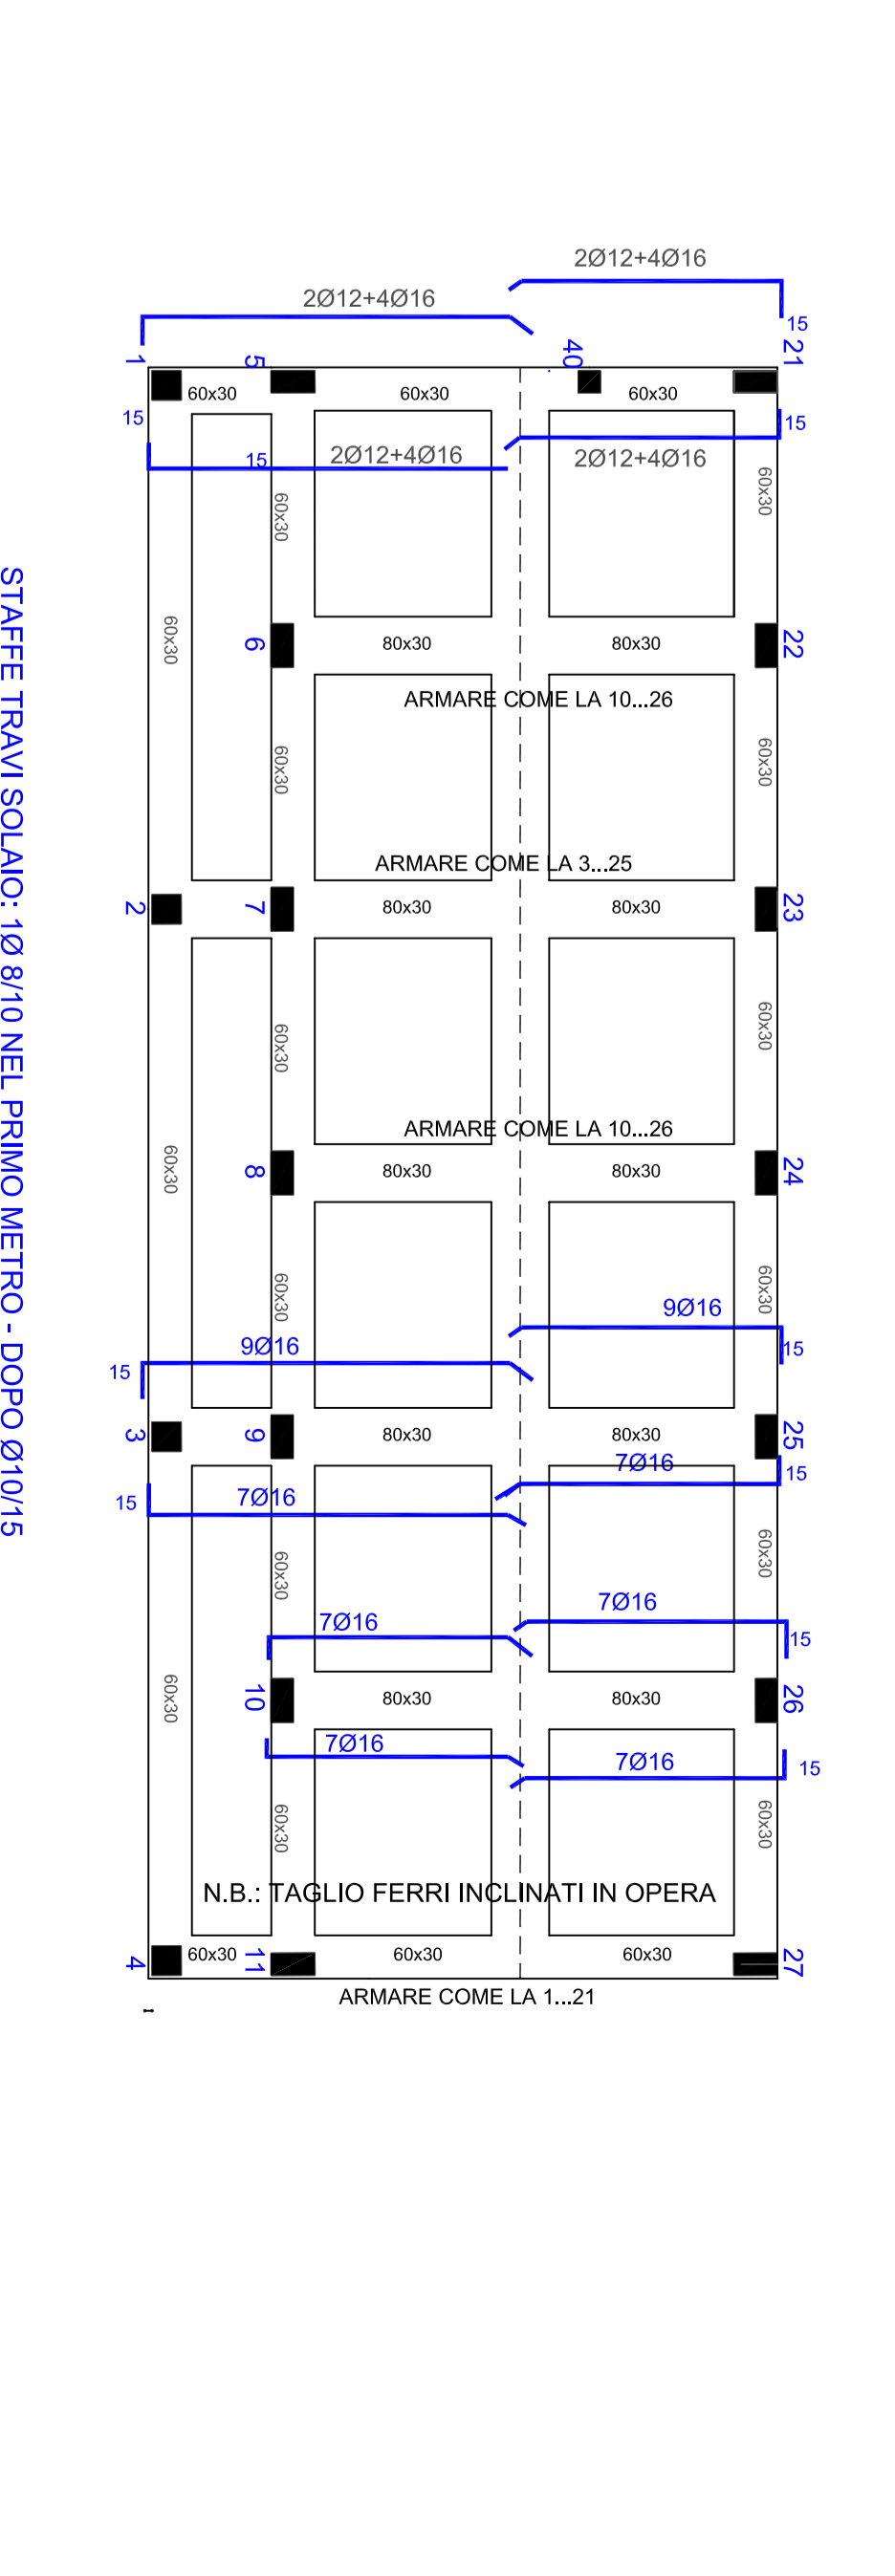 2Ø12+4Ø16
2Ø12+4Ø16
15
1
5
40
21
60x30
60x30
60x30
15
15
15
2Ø12+4Ø16
2Ø12+4Ø16
60x30
60x30
STAFFE TRAVI SOLAIO: 1Ø 8/10 NEL PRIMO METRO - DOPO Ø10/15
60x30
6
80x30
80x30
22
ARMARE COME LA 10...26
60x30
60x30
ARMARE COME LA 3...25
2
7
80x30
80x30
23
60x30
60x30
ARMARE COME LA 10...26
60x30
8
80x30
80x30
24
60x30
60x30
9Ø16
9Ø16
15
15
3
9
80x30
80x30
25
7Ø16
15
7Ø16
15
60x30
60x30
7Ø16
7Ø16
15
60x30
10
80x30
80x30
26
7Ø16
7Ø16
15
60x30
60x30
N.B.: TAGLIO FERRI INCLINATI IN OPERA
4
60x30
11
60x30
60x30
27
ARMARE COME LA 1...21